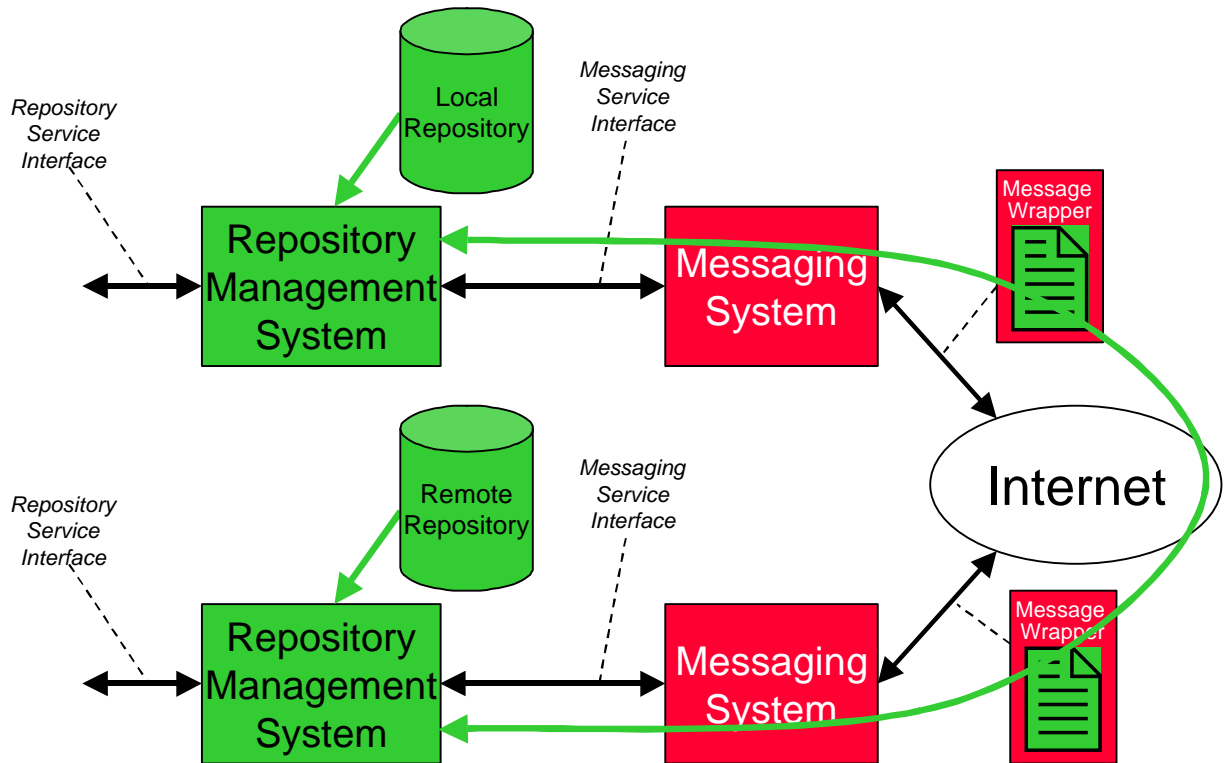 Repository
Service
Interface
Local
Repository
Messaging
Service
Interface
Repository
Management
System
Messaging
System
Message
Wrapper
Internet
Repository
Service
Interface
Remote
Repository
Messaging
Service
Interface
Repository
Management
System
Messaging
System
Message
Wrapper